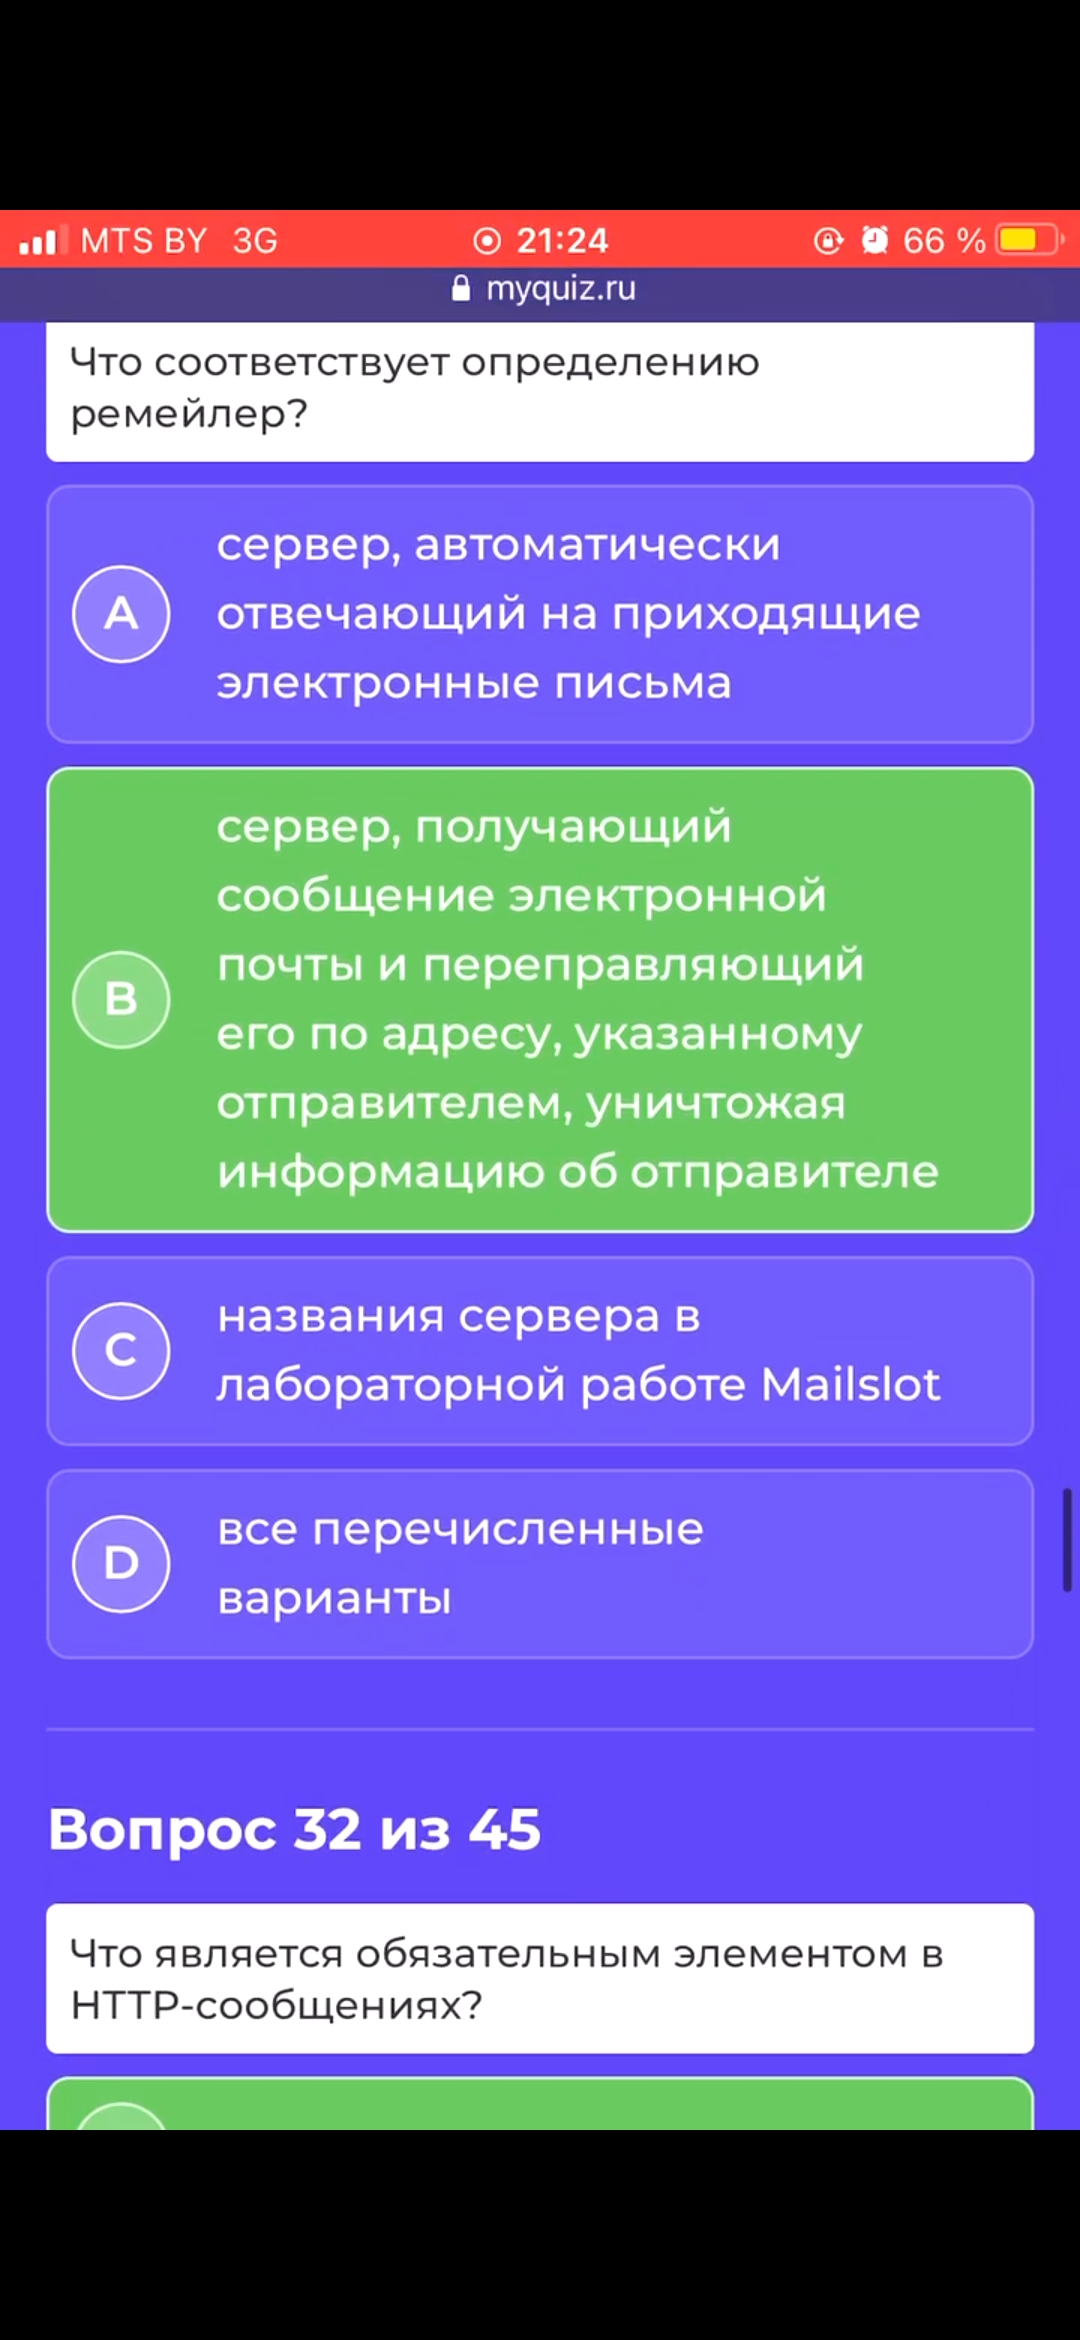 MTS BY 3G 21:24 66 %
myquiz.ru
Что соответствует определению
ремейлер?
A
сервер, автоматически
отвечающий на приходящие
электронные письма
B
сервер, получающий
сообщение электронной
почты и переправляющий
его по адресу, указанному
отправителем, уничтожая
информацию об отправителе
C
названия сервера в
лабораторной работе Mailslot
D
все перечисленные
варианты
Вопрос 32 из 45
Что является обязательным элементом в
HTTP-сообщениях?